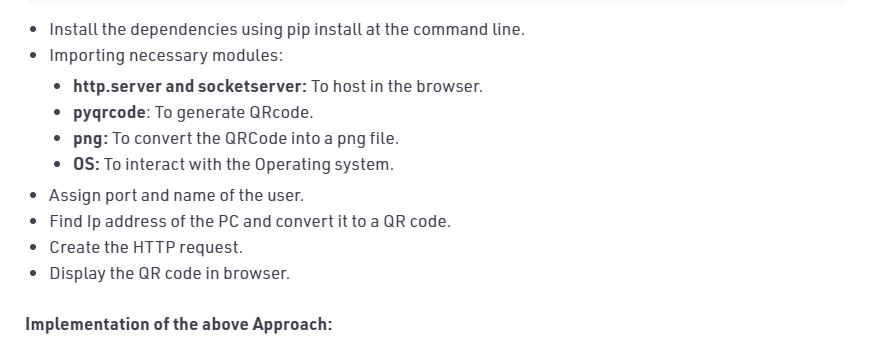 Install the dependencies using pip install at the command line.
Importing necessary modules:
http.server and socketserver: To host in the browser.
pyqrcode: To generate QRcode.
png: To convert the QRCode into a png file.
OS: To interact with the Operating system.
Assign port and name of the user.
Find Ip address of the PC and convert it to a QR code.
Create the HTTP request.
Display the QR code in browser.
Implementation of the above Approach: